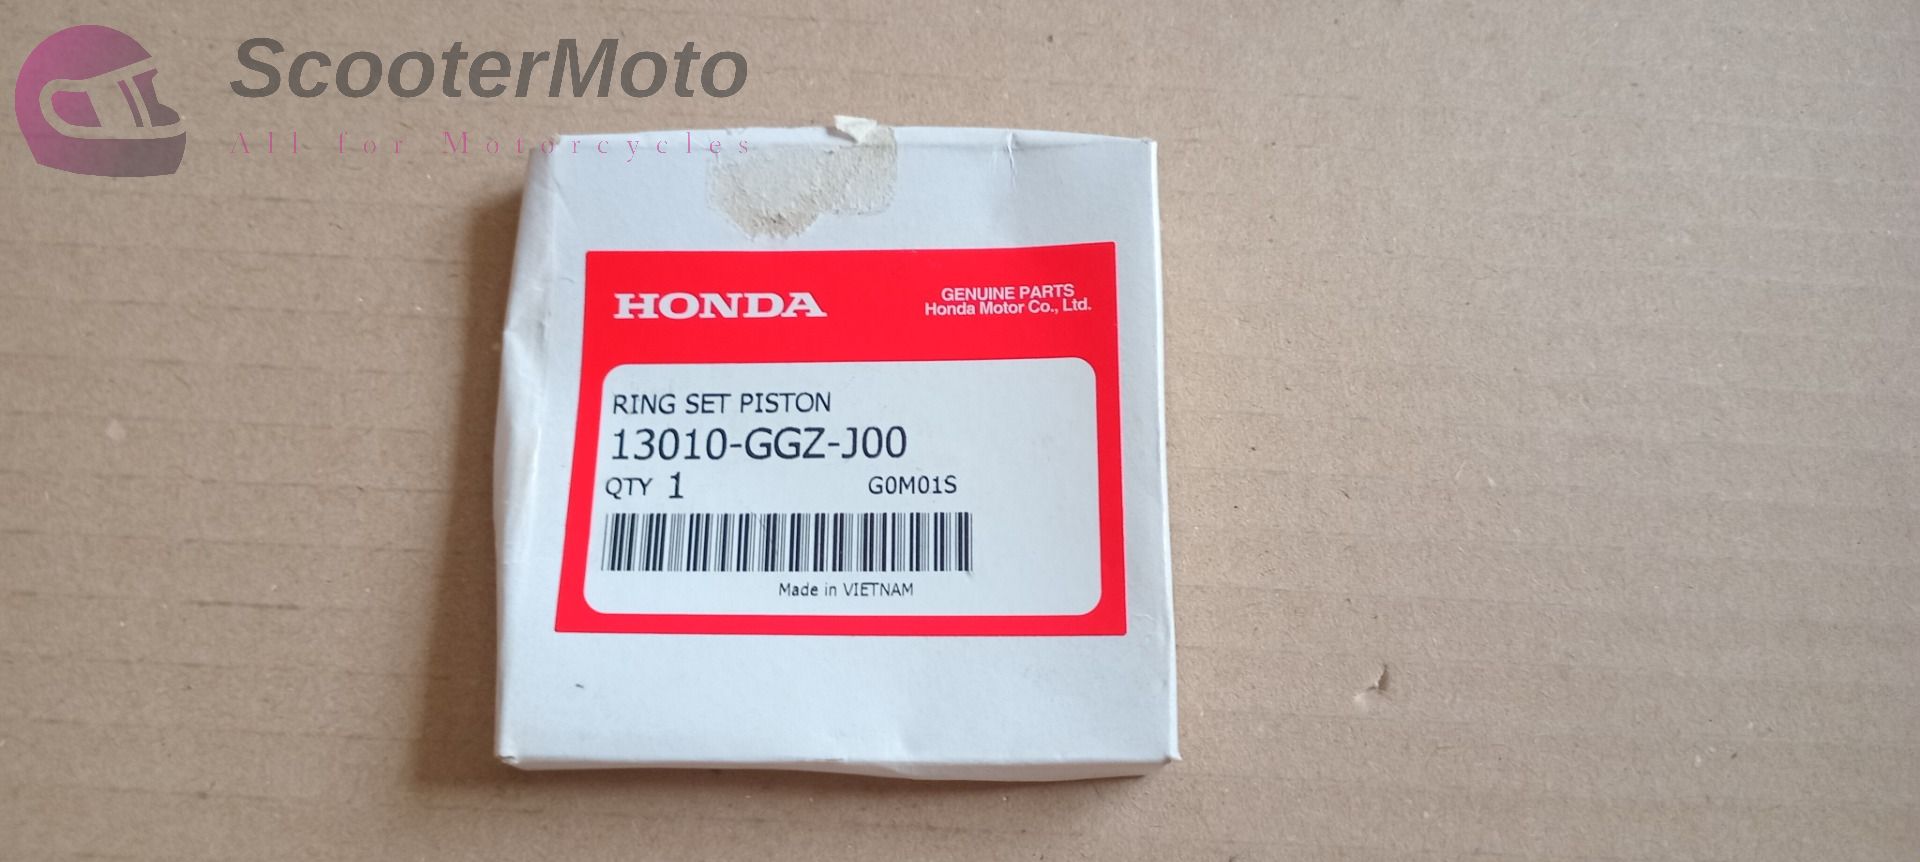 ScooterMoto
All for Motorcycles
HONDA
GENUINE PARTS
Honda Motor Co., Ltd.
RING SET PISTON
13010-GGZ-J00
QTY 1 G0M01S
Made in VIETNAM